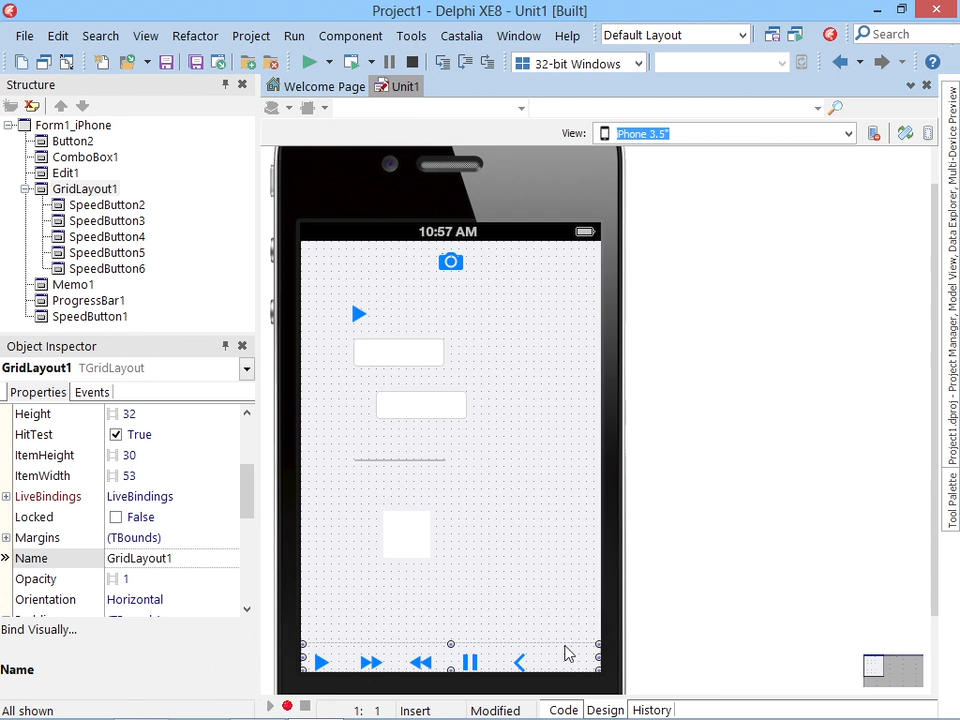 Project1 - Delphi XE8 - Unit1 [Built]
File Edit Search View Refactor Project Run Component Tools Castalia Window Help Default Layout Search
32-bit Windows
Structure
Welcome Page Unit1
View: iPhone 3.5"
Form1_iPhone
Button2
ComboBox1
Edit1
GridLayout1
SpeedButton2
SpeedButton3
SpeedButton4
SpeedButton5
SpeedButton6
Memo1
ProgressBar1
SpeedButton1
Object Inspector
GridLayout1 TGridLayout
Properties Events
Height 32
HitTest True
ItemHeight 30
ItemWidth 53
LiveBindings LiveBindings
Locked False
Margins (TBounds)
Name GridLayout1
Opacity 1
Orientation Horizontal
Bind Visually...
Name
All shown
10:57 AM
1: 1 Insert Modified Code Design History
Project1.dproj - Project Manager, Model View, Data Explorer, Multi-Device Preview
Tool Palette